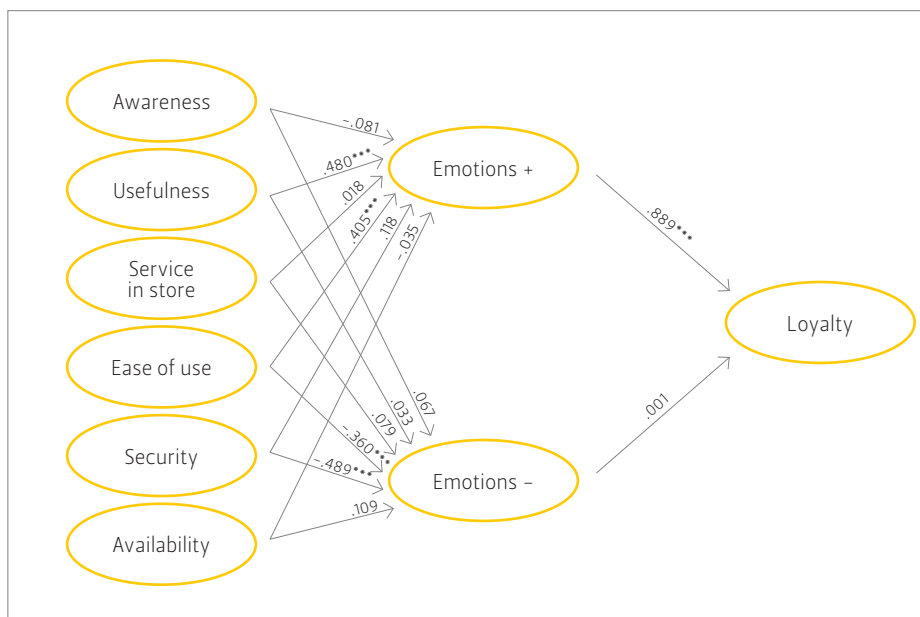 Awareness
Usefulness
Service
in store
Ease of use
Security
Availability
-.081
.480***
.018
.405***
.118
-.035
.067
.033
.079
-.360***
-.489***
.109
Emotions +
Emotions –
.889***
.001
Loyalty